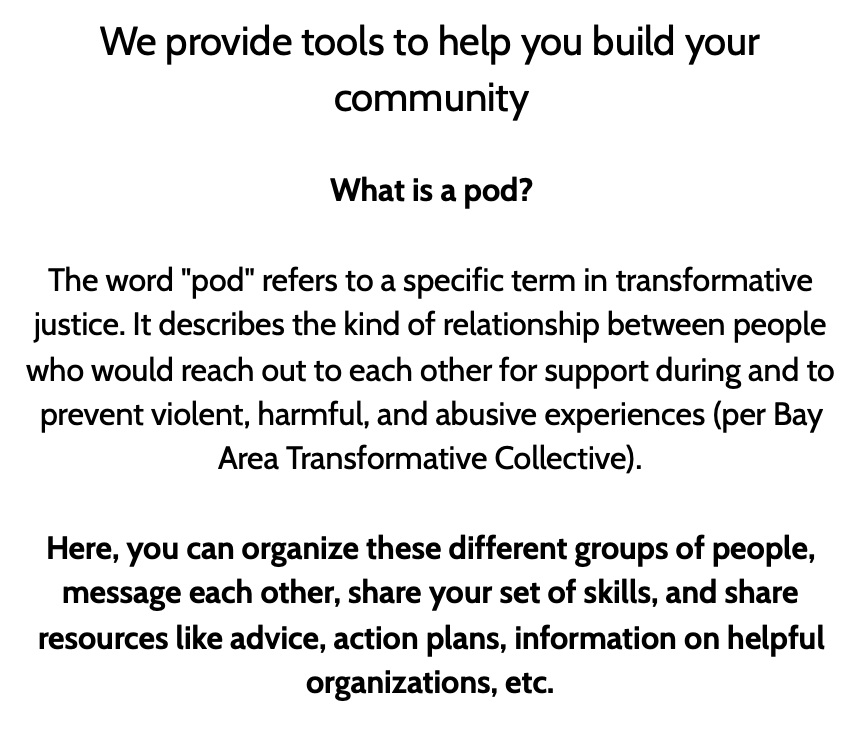 We provide tools to help you build your
community
What is a pod?
The word "pod" refers to a specific term in transformative
justice. It describes the kind of relationship between people
who would reach out to each other for support during and to
prevent violent, harmful, and abusive experiences (per Bay
Area Transformative Collective).
Here, you can organize these different groups of people,
message each other, share your set of skills, and share
resources like advice, action plans, information on helpful
organizations, etc.